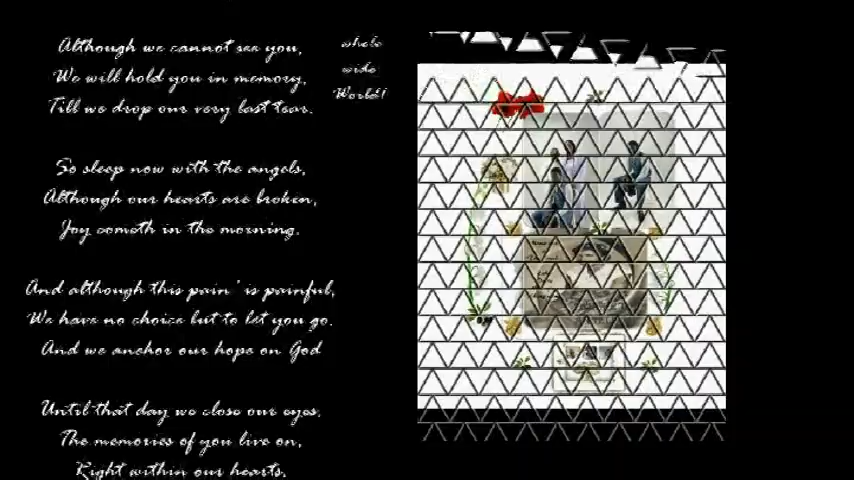 Although we cannot see you,
We will hold you in memory,
Till we drop our very last tear.
So sleep now with the angels,
Although our hearts are broken,
Joy cometh in the morning.
And although this pain ' is painful,
We have no choice but to let you go.
And we anchor our hope on God
Until that day we close our eyes.
The memories of you live on,
Right within our hearts.
whole
wide
World!